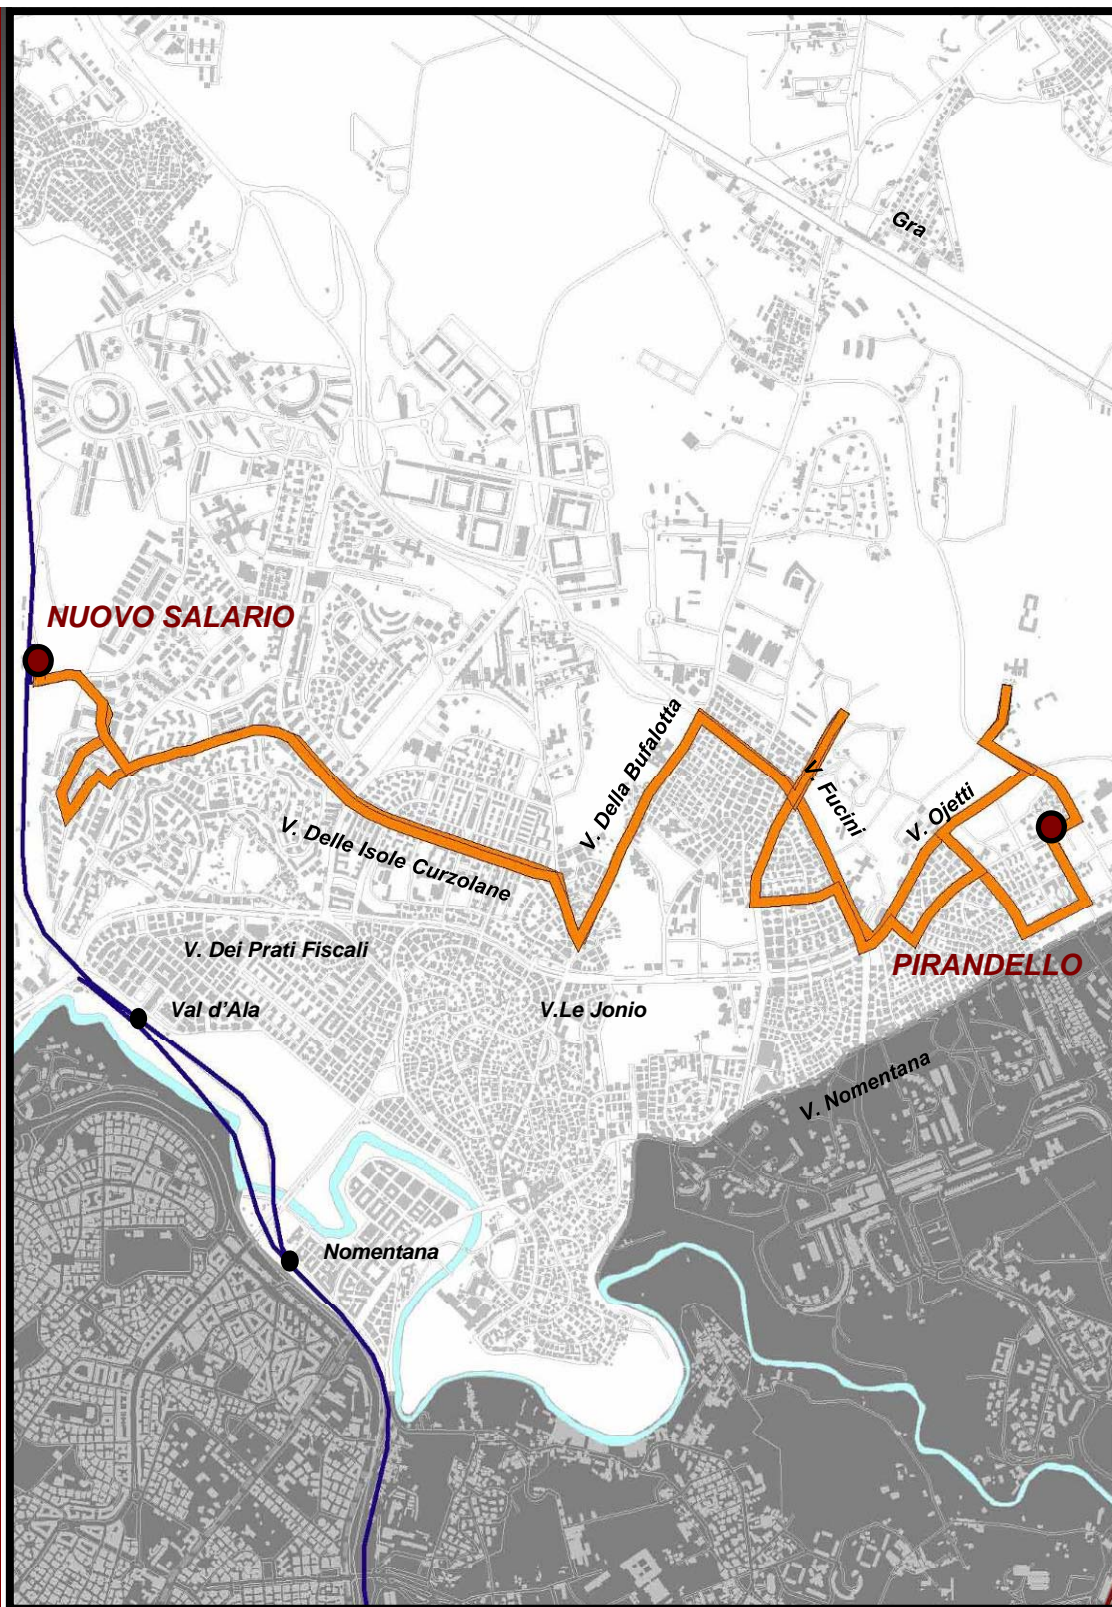 Gra
NUOVO SALARIO
V. Della Bufalotta
V. Fucini
V. Ojetti
V. Delle Isole Curzolane
V. Dei Prati Fiscali
PIRANDELLO
Val d'Ala
V.Le Jonio
V. Nomentana
Nomentana